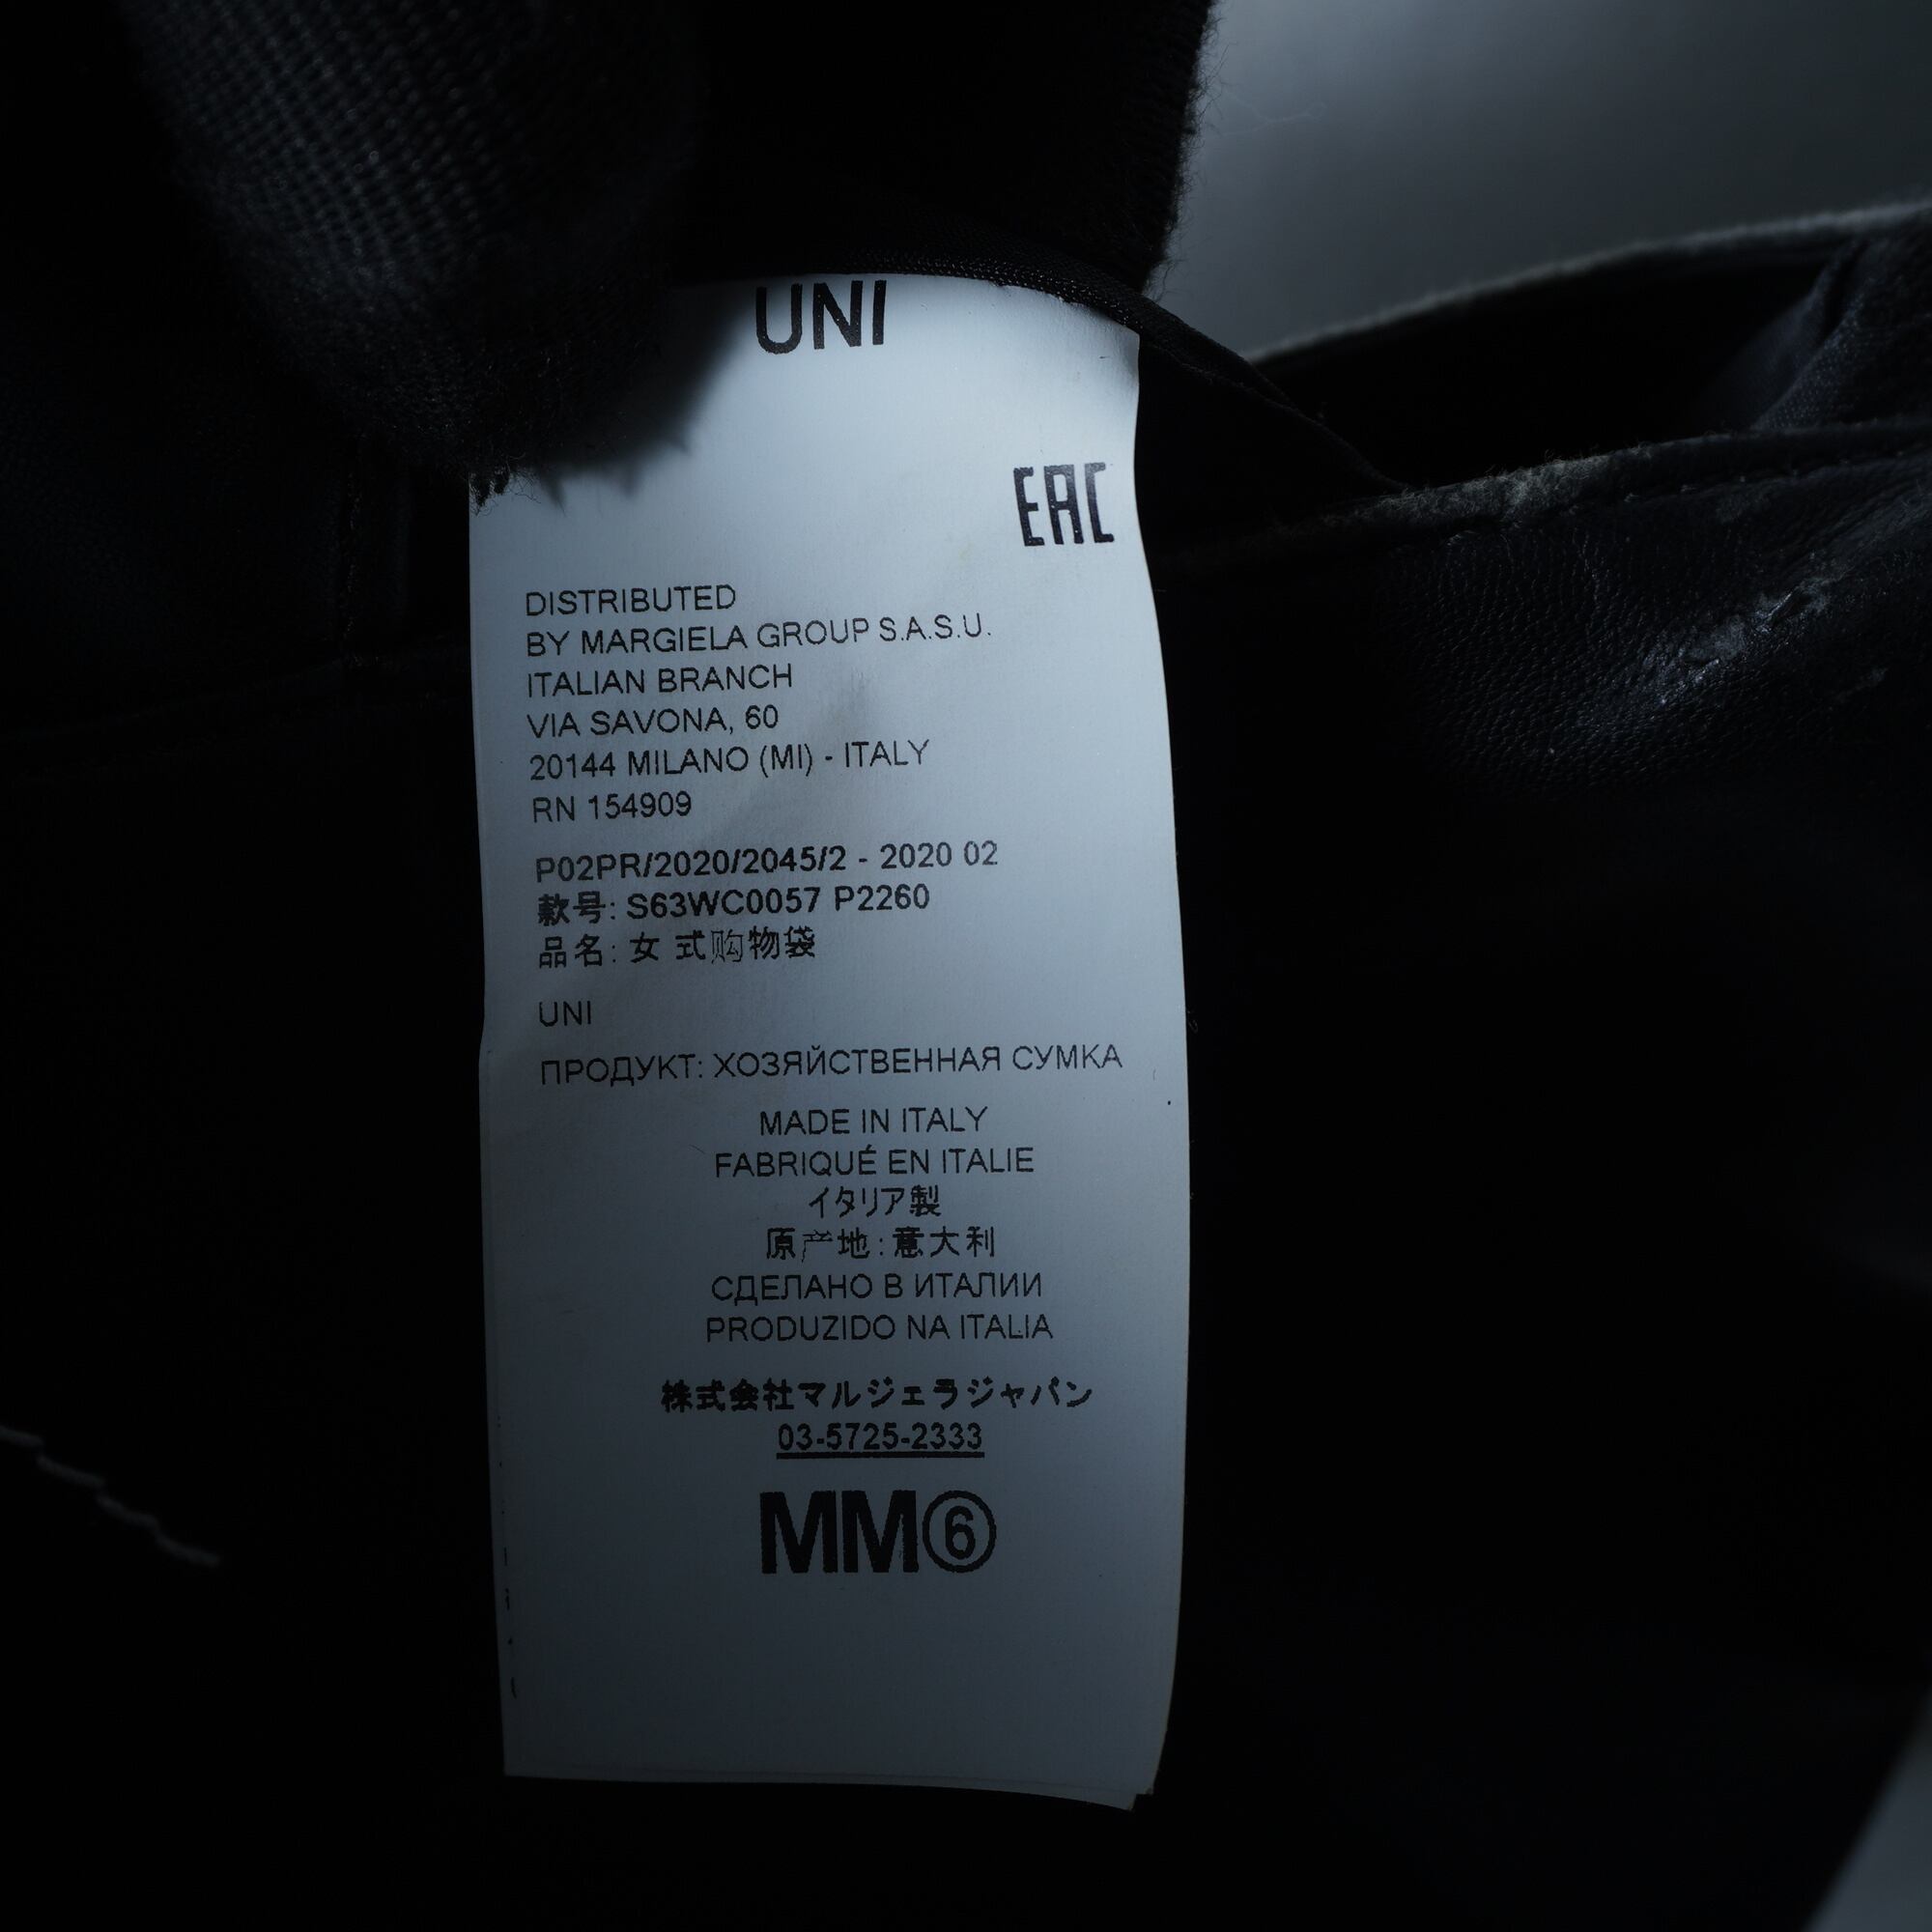 UNI
EAC
DISTRIBUTED
BY MARGIELA GROUP S.A.S.U.
ITALIAN BRANCH
VIA SAVONA, 60
20144 MILANO (MI) - ITALY
RN 154909
P02PR/2020/2045/2 - 2020 02
款号: S63WC0057 P2260
品名: 女 式购物袋
UNI
ПРОДУКТ: ХОЗЯЙСТВЕННАЯ СУМКА
MADE IN ITALY
FABRIQUÉ EN ITALIE
イタリア製
原产地: 意大利
СДЕЛАНО В ИТАЛИИ
PRODUZIDO NA ITALIA
株式会社マルジェラジャパン
03-5725-2333
MM⑥